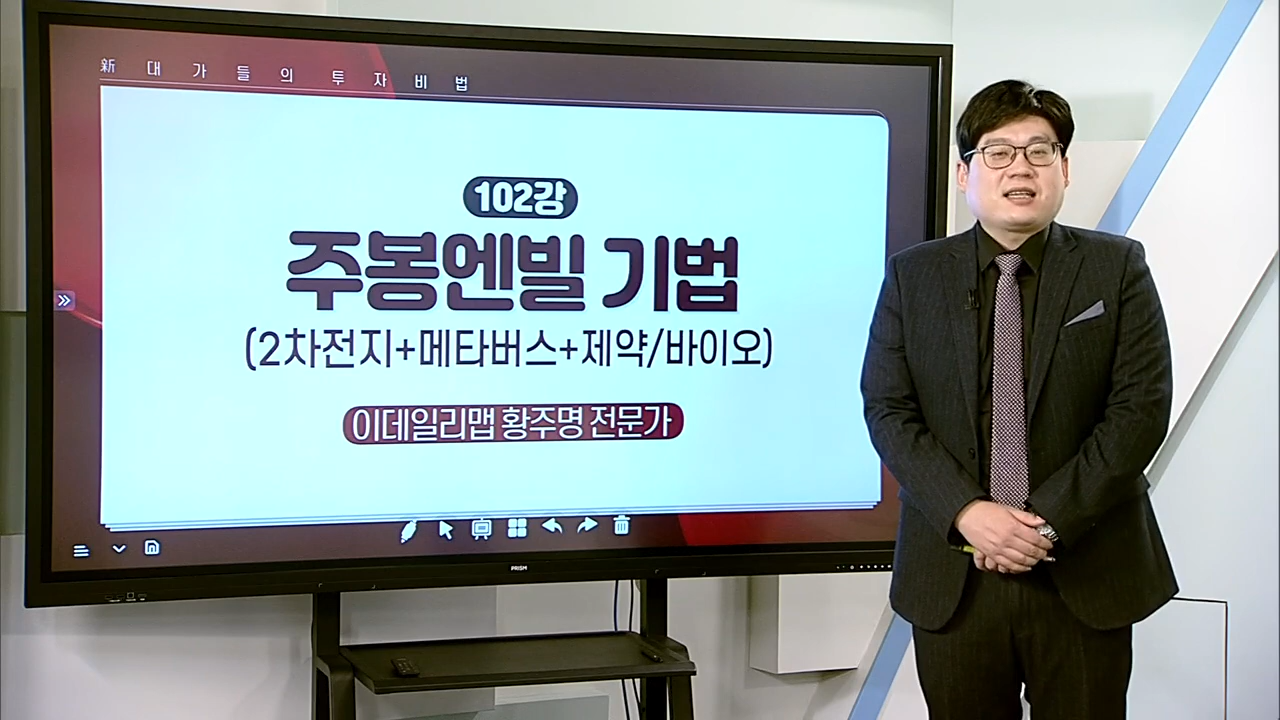 新대가들의 투자비법
102강
주봉엔빌 기법
(2차전지+메타버스+제약/바이오)
이데일리맵 황주명 전문가
PRISM